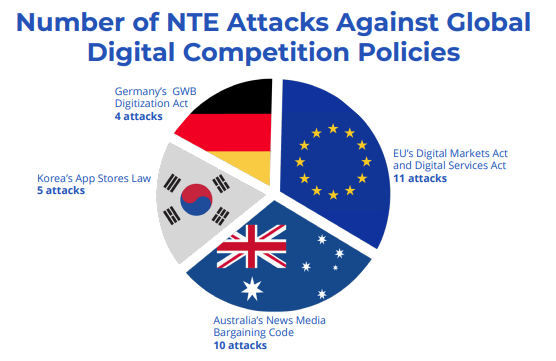 Number of NTE Attacks Against Global
Digital Competition Policies
Germany's GWB
Digitization Act
4 attacks
EU's Digital Markets Act
and Digital Services Act
11 attacks
Korea's App Stores Law
5 attacks
Australia's News Media
Bargaining Code
10 attacks